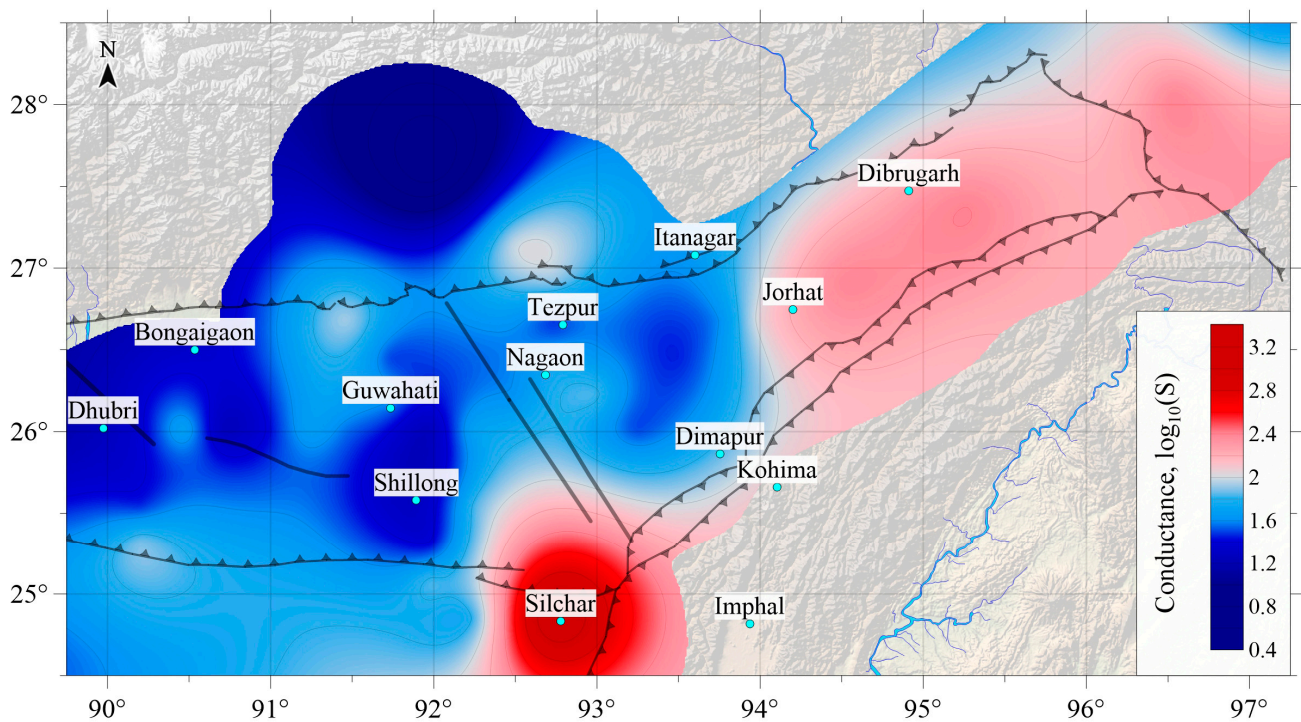 N
28°
Dibrugarh
Itanagar
27°
Jorhat
Tezpur
Bongaigaon
Nagaon
Guwahati
Dhubri
26°
Dimapur
Kohima
Shillong
25°
Silchar
Imphal
Conductance, log10(S)
3.2
2.8
2.4
2
1.6
1.2
0.8
0.4
90°
91°
92°
93°
94°
95°
96°
97°